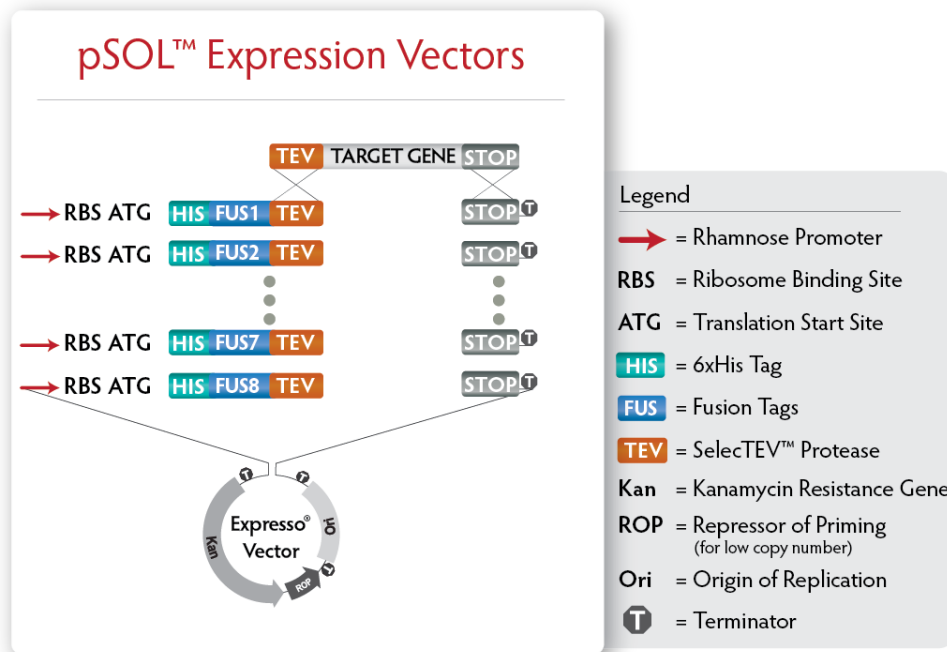 pSOL™ Expression Vectors
TEV TARGET GENE STOP
RBS ATG HIS FUS1 TEV STOP T
RBS ATG HIS FUS2 TEV STOP T
RBS ATG HIS FUS7 TEV STOP T
RBS ATG HIS FUS8 TEV STOP T
T T
Expresso®
Vector
Kan
Ori
ROP
T
Legend
= Rhamnose Promoter
RBS = Ribosome Binding Site
ATG = Translation Start Site
HIS = 6xHis Tag
FUS = Fusion Tags
TEV = SelecTEV™ Protease
Kan = Kanamycin Resistance Gene
ROP = Repressor of Priming
(for low copy number)
Ori = Origin of Replication
T = Terminator